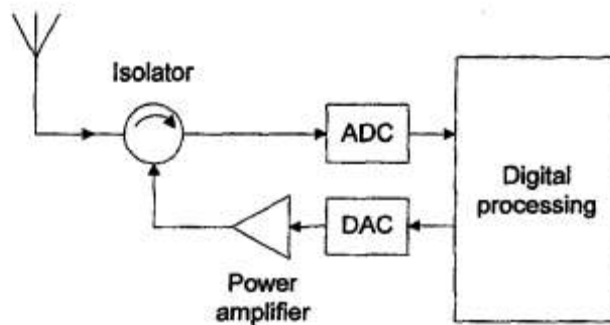 Isolator
ADC
Digital
processing
DAC
Power
amplifier